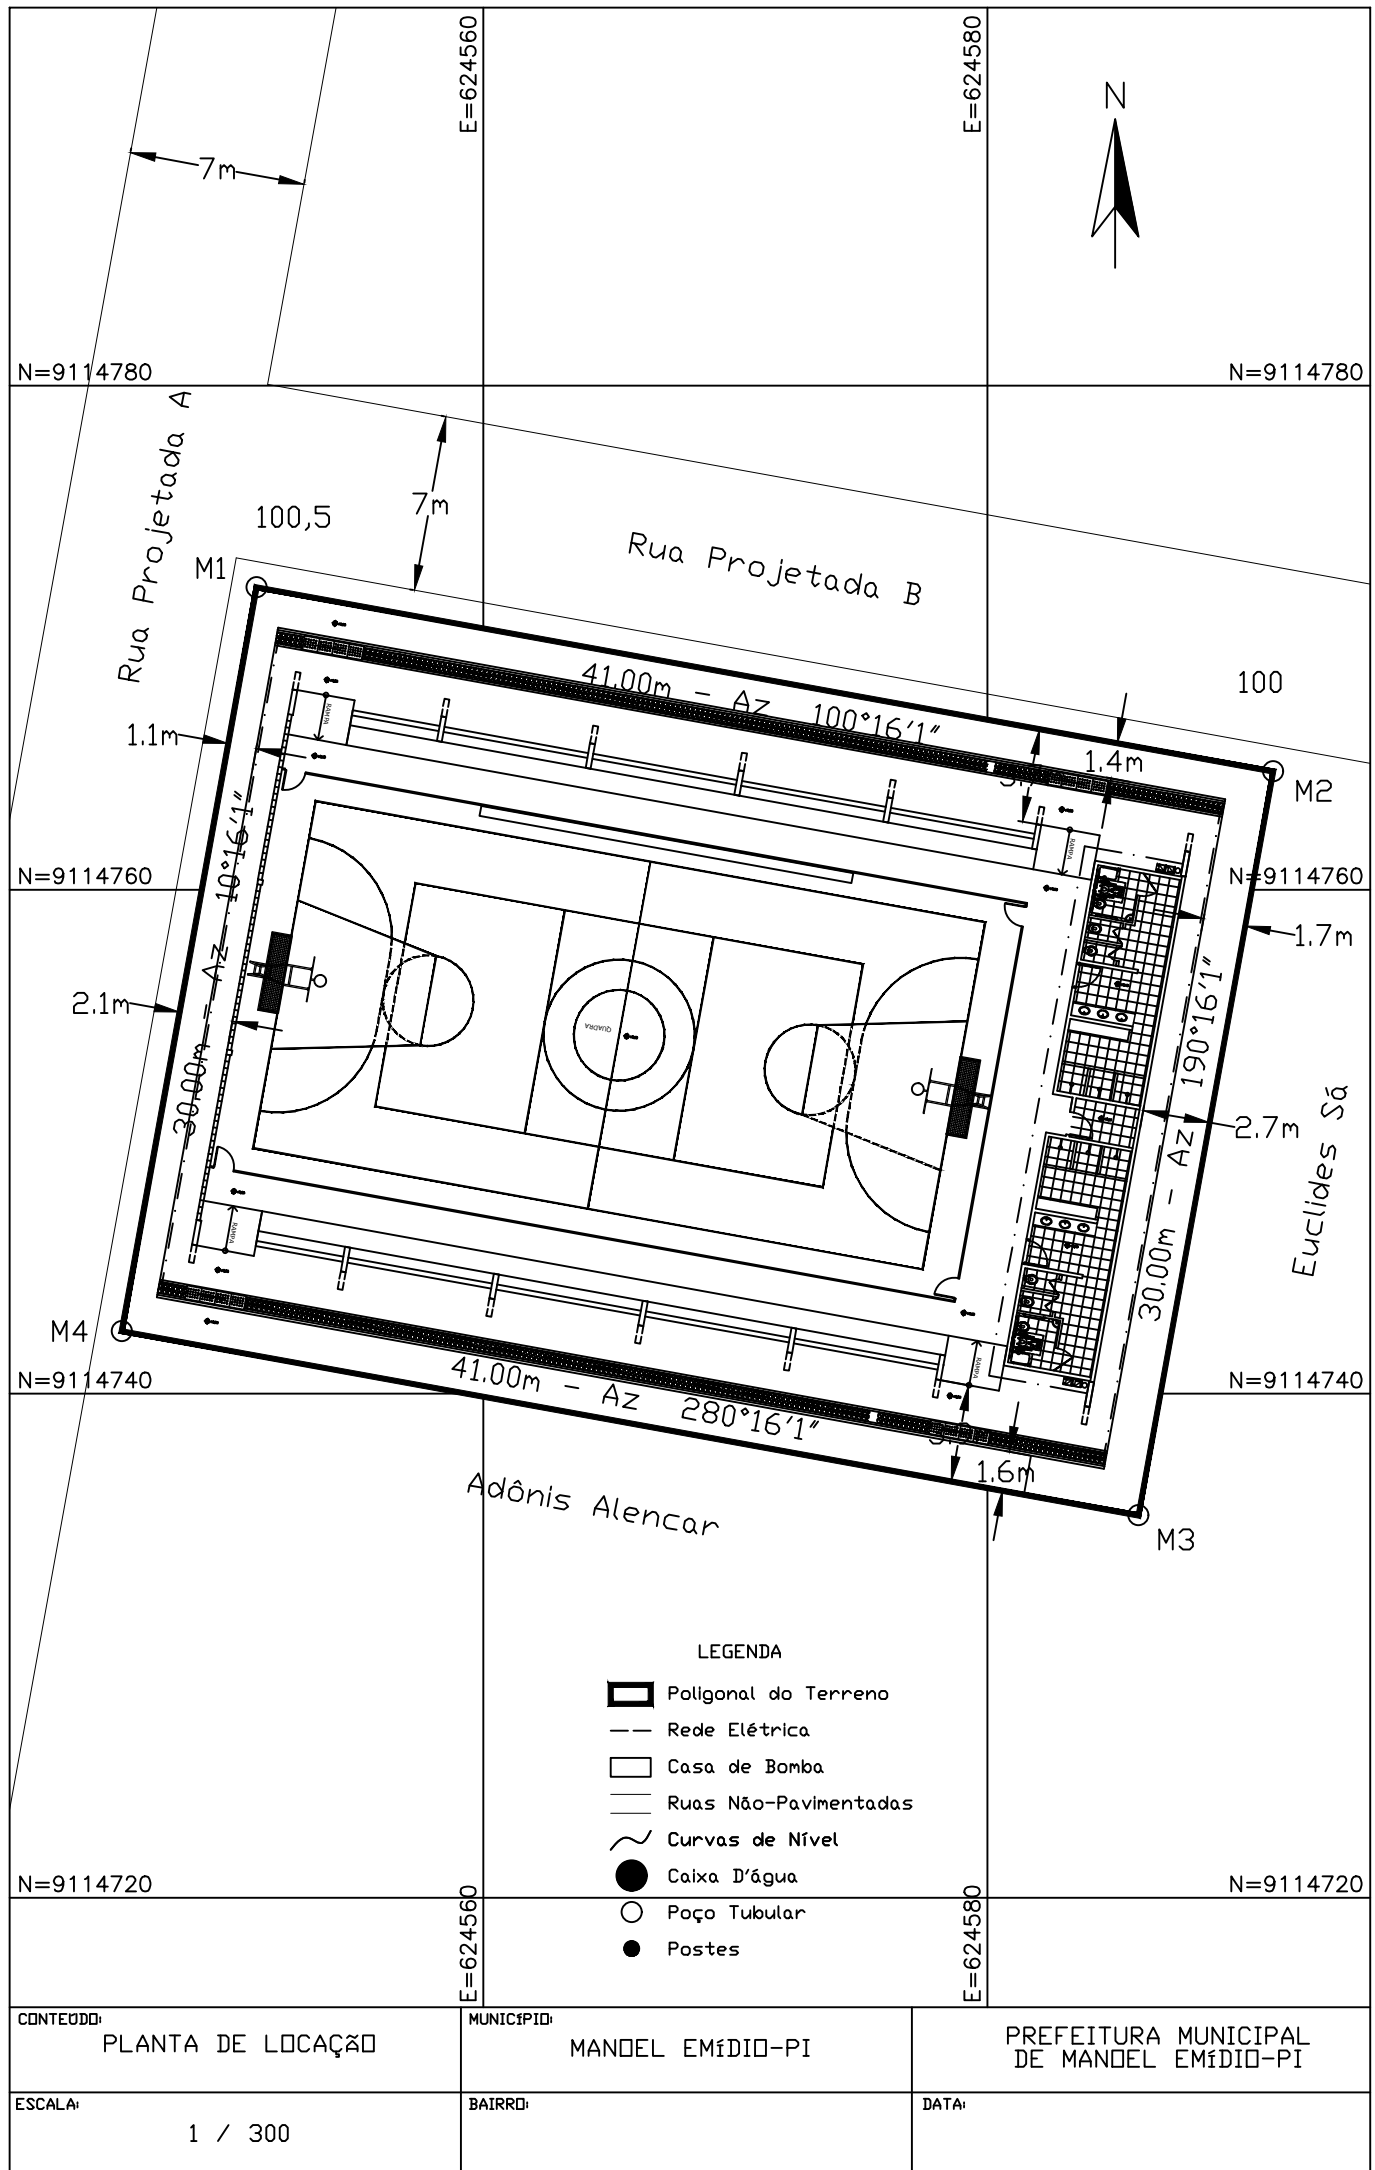 E=624560
E=624580
N
7m
N=9114780
N=9114780
Rua Projetada A
7m
100,5
Rua Projetada B
M1
100
41.00m - Az 100°16'1"
1.1m
1.4m
M2
RAMPA
RAMPA
N=9114760
N=9114760
30.00m - Az 10°16'1"
1.7m
2.1m
QUADRA
30.00m - Az 190°16'1"
2.7m
Euclides Sá
RAMPA
RAMPA
M4
N=9114740
N=9114740
41.00m - Az 280°16'1"
1.6m
Adônis Alencar
M3
LEGENDA
Poligonal do Terreno
Rede Elétrica
Casa de Bomba
Ruas Não-Pavimentadas
Curvas de Nível
Caixa D'água
Poço Tubular
Postes
N=9114720
N=9114720
E=624560
E=624580
CONTEÚDO:
PLANTA DE LOCAÇÃO
MUNICÍPIO:
MANOEL EMÍDIO-PI
PREFEITURA MUNICIPAL
DE MANOEL EMÍDIO-PI
ESCALA:
1 / 300
BAIRRO:
DATA: